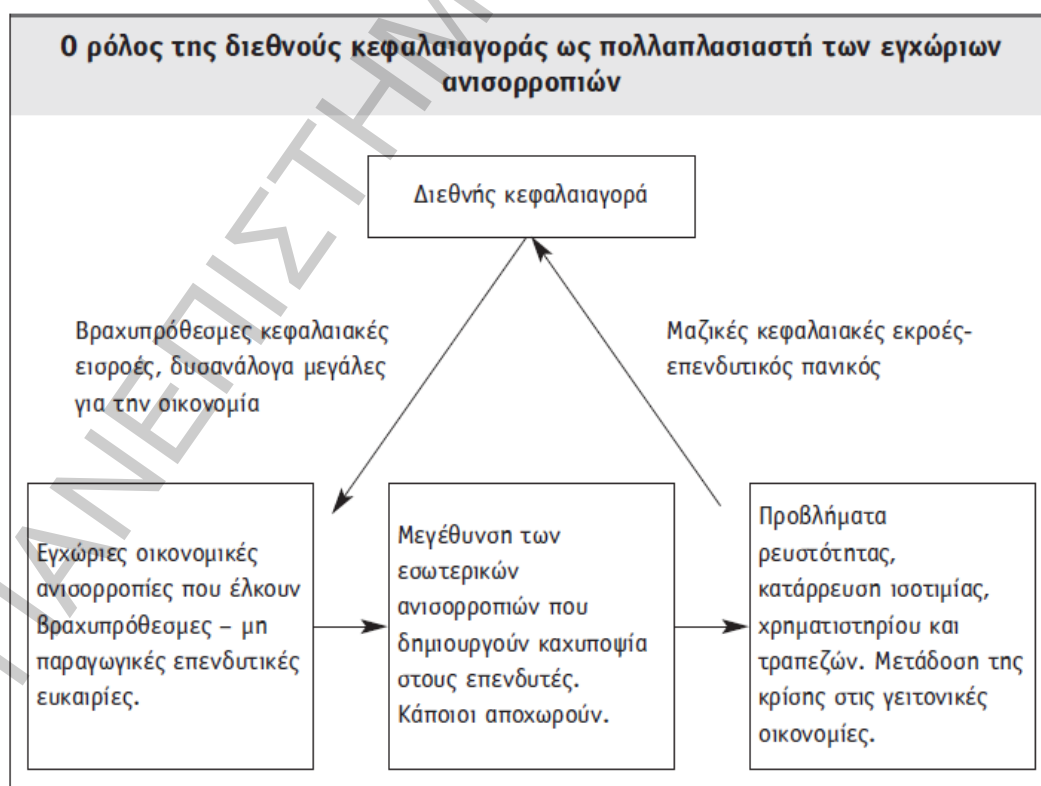 Ο ρόλος της διεθνούς κεφαλαιαγοράς ως πολλαπλασιαστή των εγχώριων
ανισορροπιών
Διεθνής κεφαλαιαγορά
Βραχυπρόθεσμες κεφαλαιακές
εισροές, δυσανάλογα μεγάλες
για την οικονομία
Μαζικές κεφαλαιακές εκροές-
επενδυτικός πανικός
Εγχώριες οικονομικές
ανισορροπίες που έλκουν
βραχυπρόθεσμες – μη
παραγωγικές επενδυτικές
ευκαιρίες.
Μεγέθυνση των
εσωτερικών
ανισορροπιών που
δημιουργούν καχυποψία
στους επενδυτές.
Κάποιοι αποχωρούν.
Προβλήματα
ρευστότητας,
κατάρρευση ισοτιμίας,
χρηματιστηρίου και
τραπεζών. Μετάδοση της
κρίσης στις γειτονικές
οικονομίες.
ΠΑΝΕΠΙΣΤΗΜ